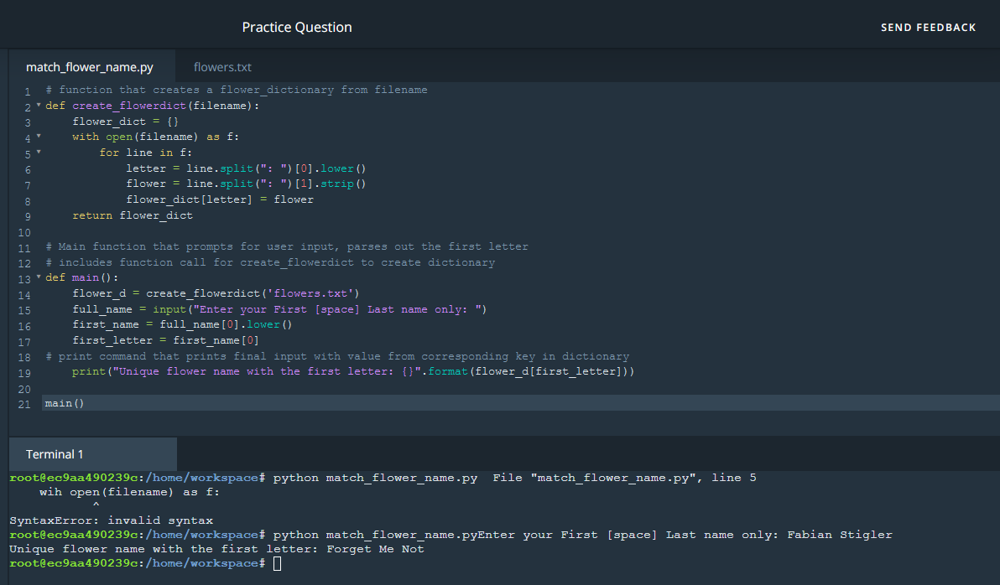 Practice Question
SEND FEEDBACK
match_flower_name.py
flowers.txt
1 # function that creates a flower_dictionary from filename
2 def create_flowerdict(filename):
3     flower_dict = {}
4     with open(filename) as f:
5         for line in f:
6             letter = line.split(": ")[0].lower()
7             flower = line.split(": ")[1].strip()
8             flower_dict[letter] = flower
9     return flower_dict
10
11 # Main function that prompts for user input, parses out the first letter
12 # includes function call for create_flowerdict to create dictionary
13 def main():
14     flower_d = create_flowerdict('flowers.txt')
15     full_name = input("Enter your First [space] Last name only: ")
16     first_name = full_name[0].lower()
17     first_letter = first_name[0]
18 # print command that prints final input with value from corresponding key in dictionary
19     print("Unique flower name with the first letter: {}".format(flower_d[first_letter]))
20
21 main()
Terminal 1
root@ec9aa490239c:/home/workspace# python match_flower_name.py  File "match_flower_name.py", line 5
    wih open(filename) as f:
           ^
SyntaxError: invalid syntax
root@ec9aa490239c:/home/workspace# python match_flower_name.pyEnter your First [space] Last name only: Fabian Stigler
Unique flower name with the first letter: Forget Me Not
root@ec9aa490239c:/home/workspace#